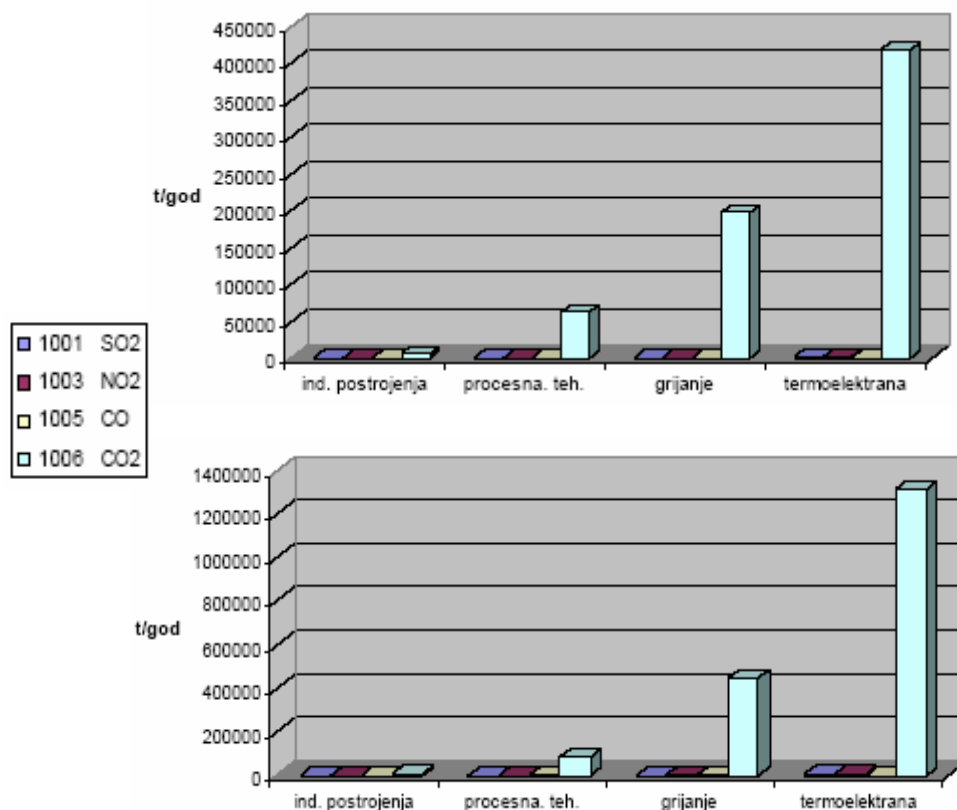 450000
400000
350000
300000
250000
200000
150000
100000
50000
0
t/god
ind. postrojenja procesna. teh. grijanje termoelektrana
1001 SO2
1003 NO2
1005 CO
1006 CO2
1400000
1200000
1000000
800000
600000
400000
200000
0
t/god
ind. postrojenja procesna. teh. grijanje termoelektrana